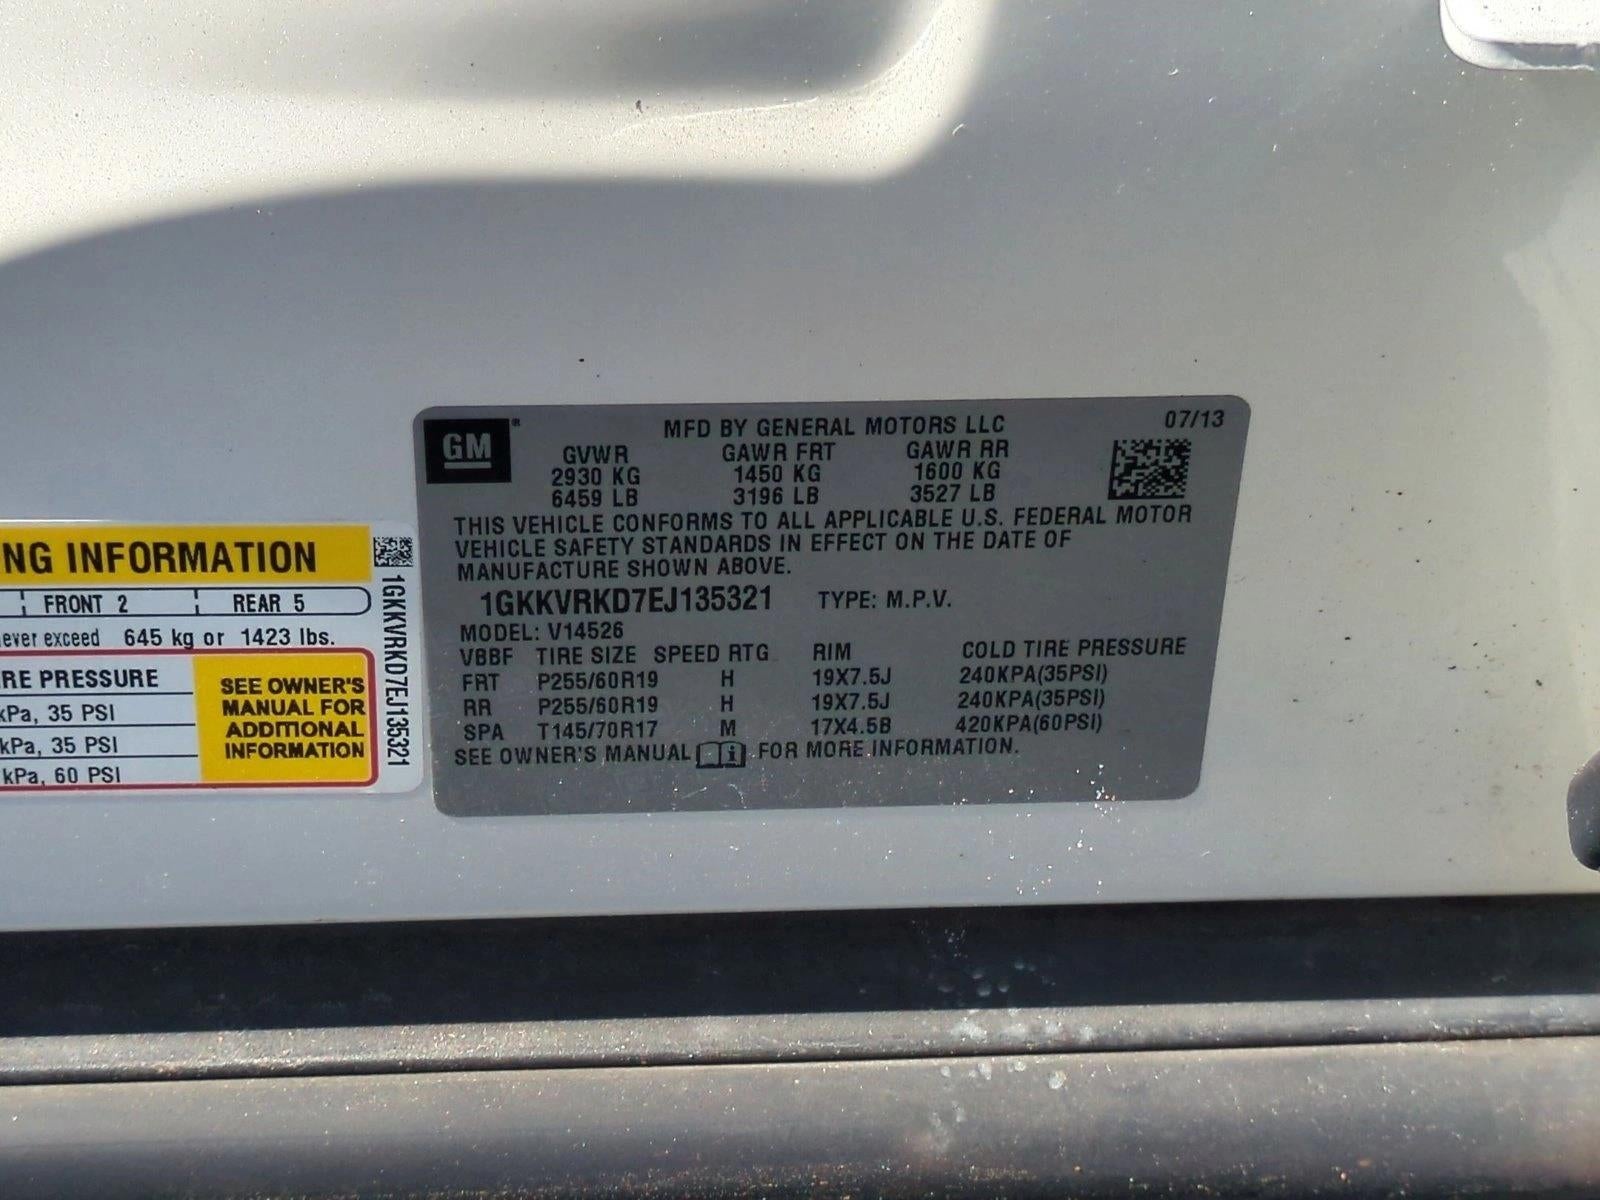 GM®
MFD BY GENERAL MOTORS LLC 07/13
GVWR GAWR FRT GAWR RR
2930 KG 1450 KG 1600 KG
6459 LB 3196 LB 3527 LB
THIS VEHICLE CONFORMS TO ALL APPLICABLE U.S. FEDERAL MOTOR
VEHICLE SAFETY STANDARDS IN EFFECT ON THE DATE OF
MANUFACTURE SHOWN ABOVE.
1GKKVRKD7EJ135321 TYPE: M.P.V.
MODEL: V14526
VBBF TIRE SIZE SPEED RTG RIM COLD TIRE PRESSURE
FRT P255/60R19 H 19X7.5J 240KPA(35PSI)
RR P255/60R19 H 19X7.5J 240KPA(35PSI)
SPA T145/70R17 M 17X4.5B 420KPA(60PSI)
SEE OWNER'S MANUAL i FOR MORE INFORMATION.
NG INFORMATION
FRONT 2 REAR 5
ever exceed 645 kg or 1423 lbs.
RE PRESSURE
kPa, 35 PSI
kPa, 35 PSI
kPa, 60 PSI
SEE OWNER'S
MANUAL FOR
ADDITIONAL
INFORMATION
1GKKVRKD7EJ135321